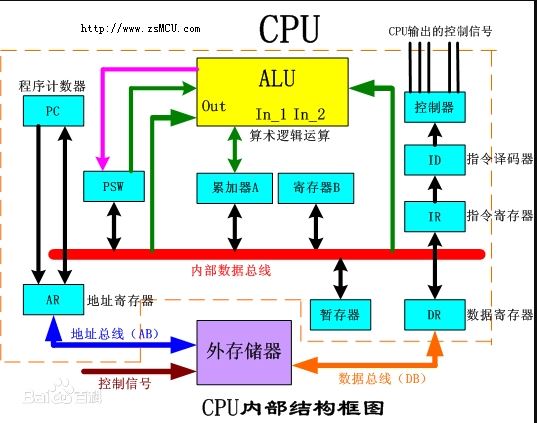 http://www.zsMCU.com
CPU
CPU输出的控制信号
程序计数器
PC
ALU
Out
In_1 In_2
算术逻辑运算
控制器
ID
指令译码器
PSW
累加器A
寄存器B
IR
指令寄存器
内部数据总线
AR
地址寄存器
暂存器
DR
数据寄存器
地址总线（AB）
外存储器
控制信号
数据总线（DB）
Bai百科
CPU内部结构框图